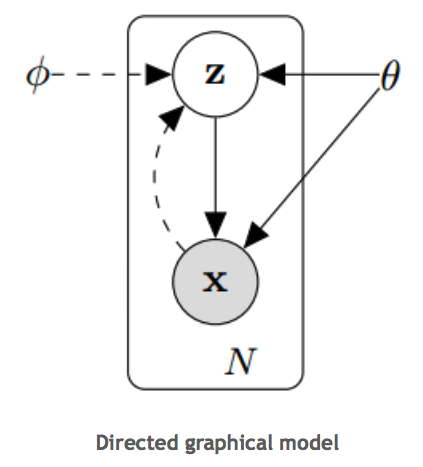 ϕ z θ
x
N
Directed graphical model